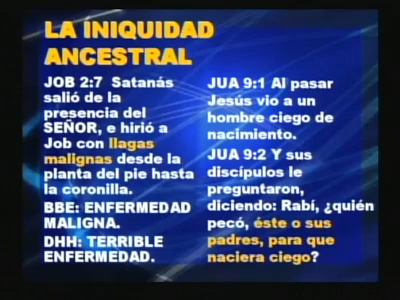 LA INIQUIDAD
ANCESTRAL
JOB 2:7 Satanás
salió de la
presencia del
SEÑOR, e hirió a
Job con llagas
malignas desde la
planta del pie hasta
la coronilla.
BBE: ENFERMEDAD
MALIGNA.
DHH: TERRIBLE
ENFERMEDAD.
JUA 9:1 Al pasar
Jesús vio a un
hombre ciego de
nacimiento.
JUA 9:2 Y sus
discípulos le
preguntaron,
diciendo: Rabí, ¿quién
pecó, éste o sus
padres, para que
naciera ciego?